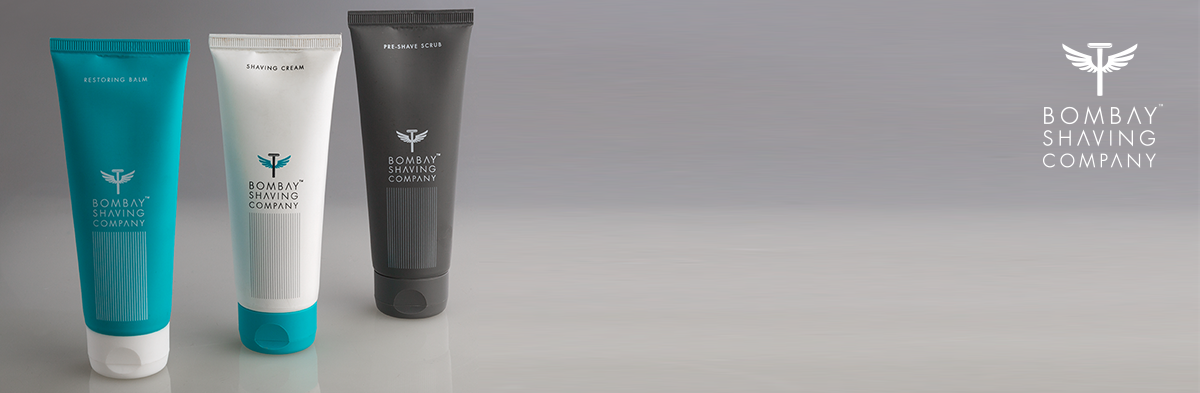 RESTORING BALM
BOMBAY™
SHAVING
COMPANY
SHAVING CREAM
BOMBAY™
SHAVING
COMPANY
PRE-SHAVE SCRUB
BOMBAY™
SHAVING
COMPANY
BOMBAY™
SHAVING
COMPANY